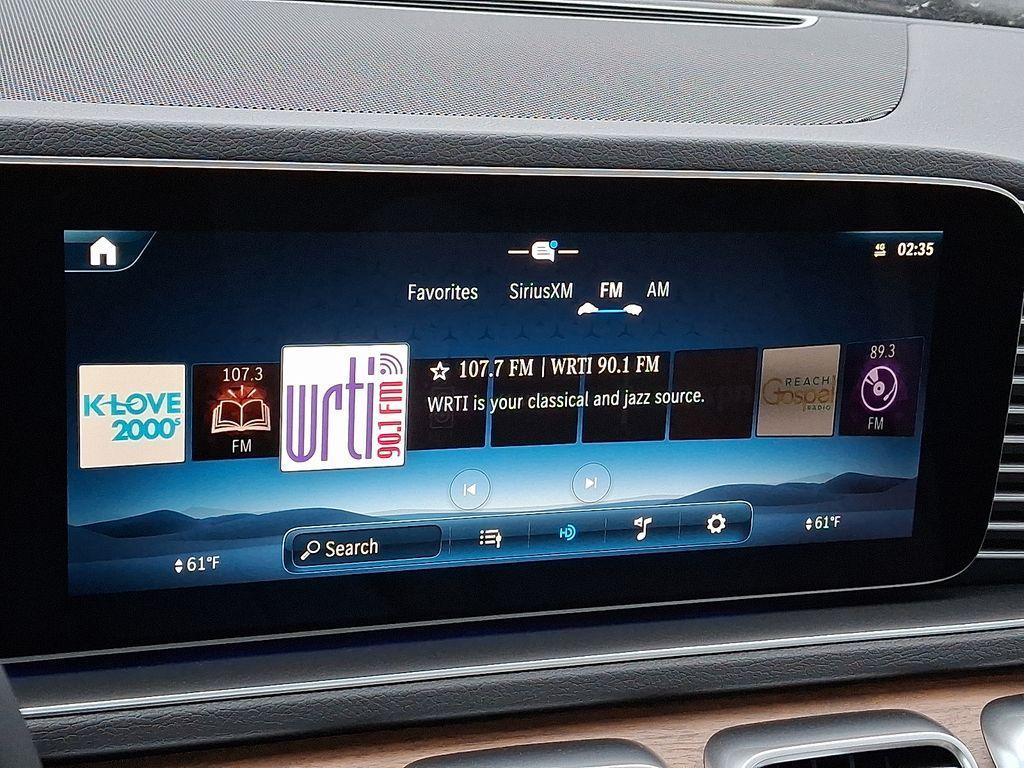 4G 02:35
Favorites SiriusXM FM AM
K-LOVE
2000s
107.3
FM
wrti
90.1 FM
107.7 FM | WRTI 90.1 FM
WRTI is your classical and jazz source.
REACH
Gospel
RADIO
89.3
FM
Search
HD
61°F
61°F